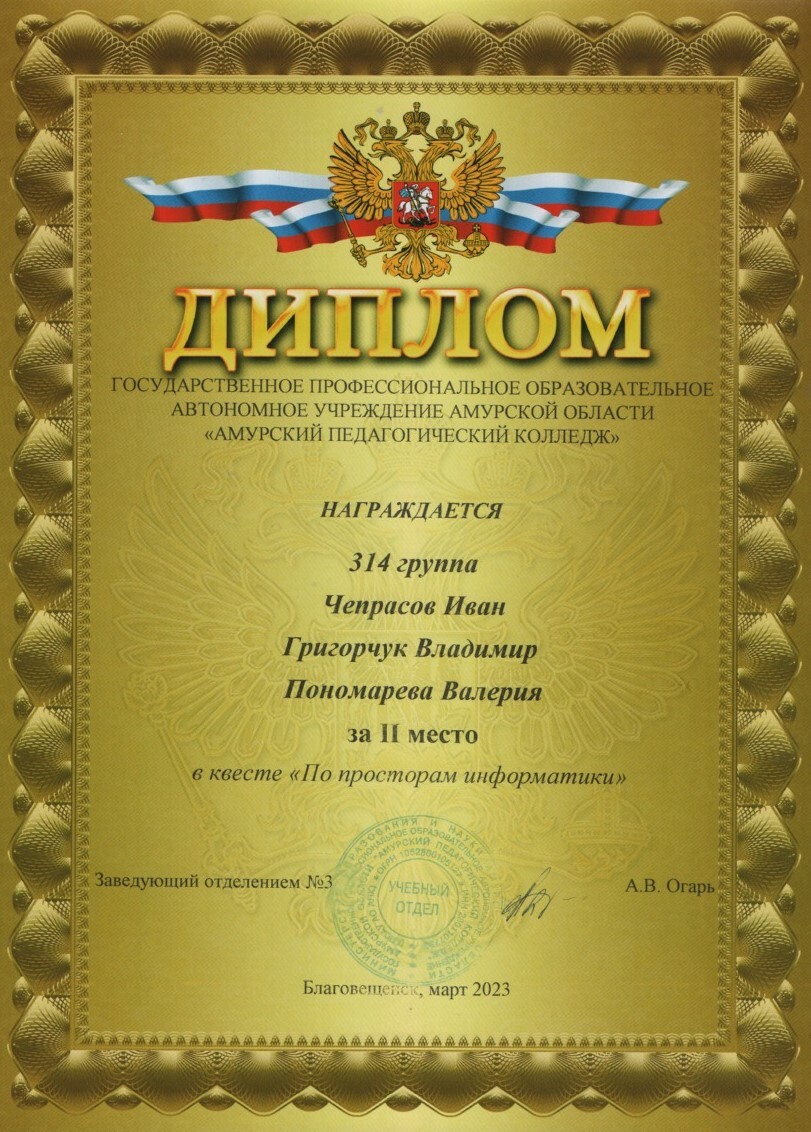 ДИПЛОМ
ГОСУДАРСТВЕННОЕ ПРОФЕССИОНАЛЬНОЕ ОБРАЗОВАТЕЛЬНОЕ
АВТОНОМНОЕ УЧРЕЖДЕНИЕ АМУРСКОЙ ОБЛАСТИ
«АМУРСКИЙ ПЕДАГОГИЧЕСКИЙ КОЛЛЕДЖ»
НАГРАЖДАЕТСЯ
314 группа
Чепрасов Иван
Григорчук Владимир
Пономарева Валерия
за II место
в квесте «По просторам информатики»
Заведующий отделением №3
УЧЕБНЫЙ
ОТДЕЛ
А.В. Огарь
Благовещенск, март 2023